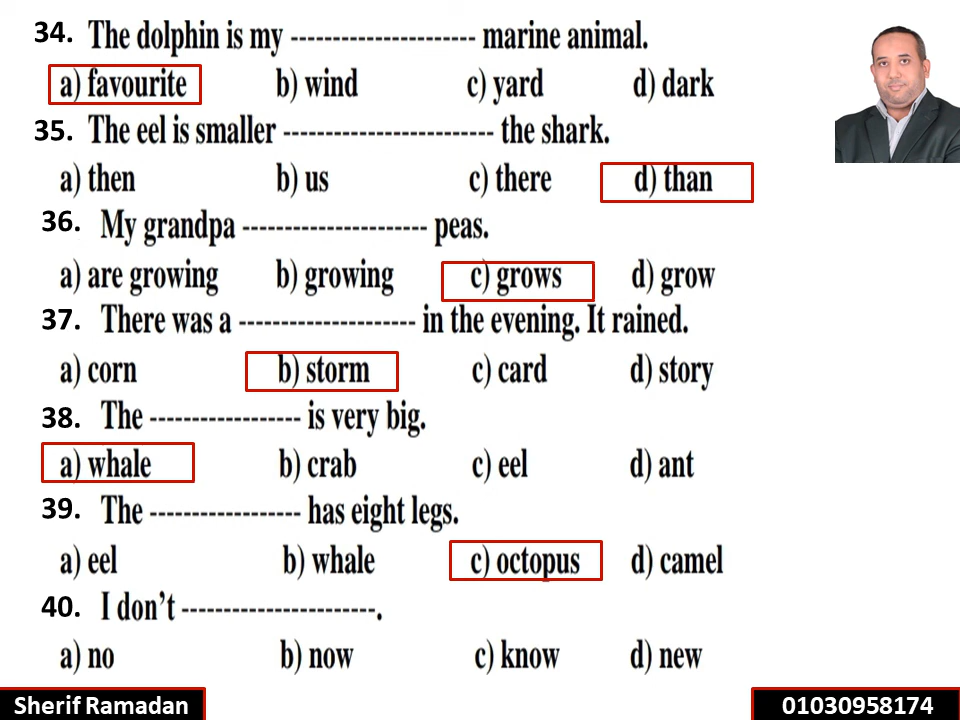 34. The dolphin is my ---------------------- marine animal.
a) favourite b) wind c) yard d) dark
35. The eel is smaller ------------------------- the shark.
a) then b) us c) there d) than
36. My grandpa ---------------------- peas.
a) are growing b) growing c) grows d) grow
37. There was a --------------------- in the evening. It rained.
a) corn b) storm c) card d) story
38. The ------------------ is very big.
a) whale b) crab c) eel d) ant
39. The ------------------ has eight legs.
a) eel b) whale c) octopus d) camel
40. I don't -----------------------.
a) no b) now c) know d) new
Sherif Ramadan 01030958174